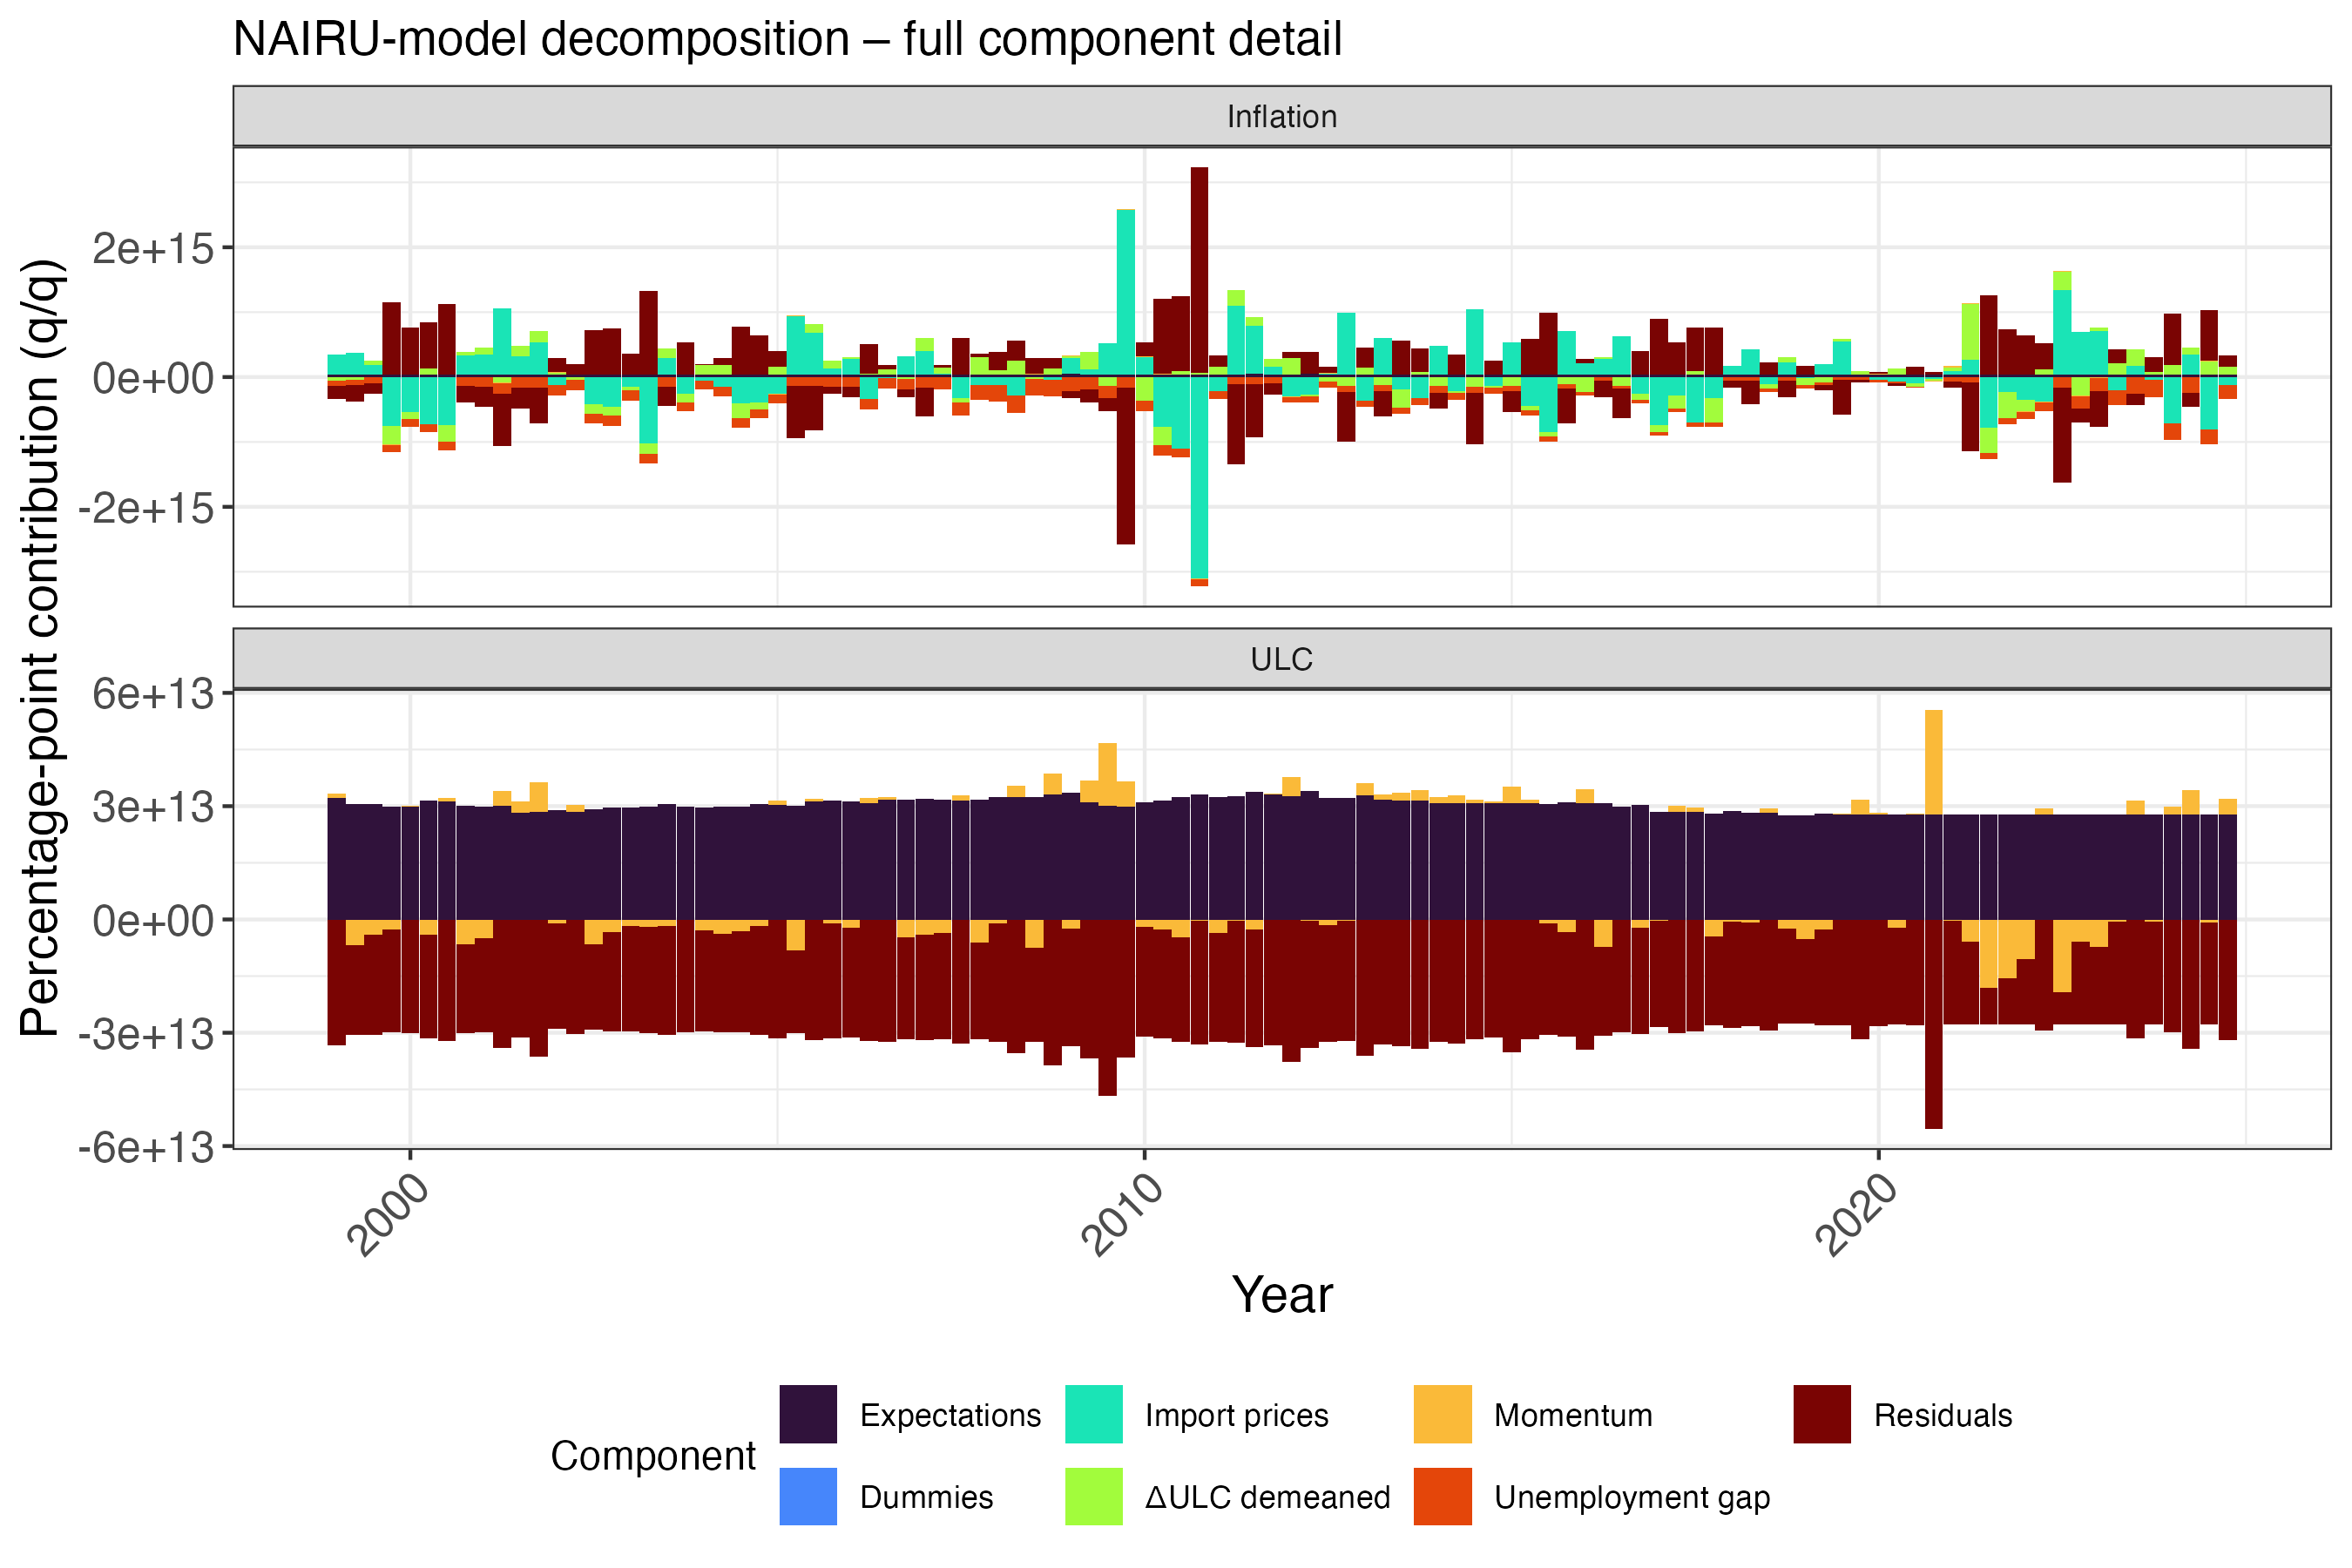 NAIRU-model decomposition – full component detail
Inflation
2e+15
0e+00
-2e+15
ULC
6e+13
3e+13
0e+00
-3e+13
-6e+13
Percentage-point contribution (q/q)
2000
2010
2020
Year
Component
Expectations
Import prices
Momentum
Residuals
Dummies
ΔULC demeaned
Unemployment gap